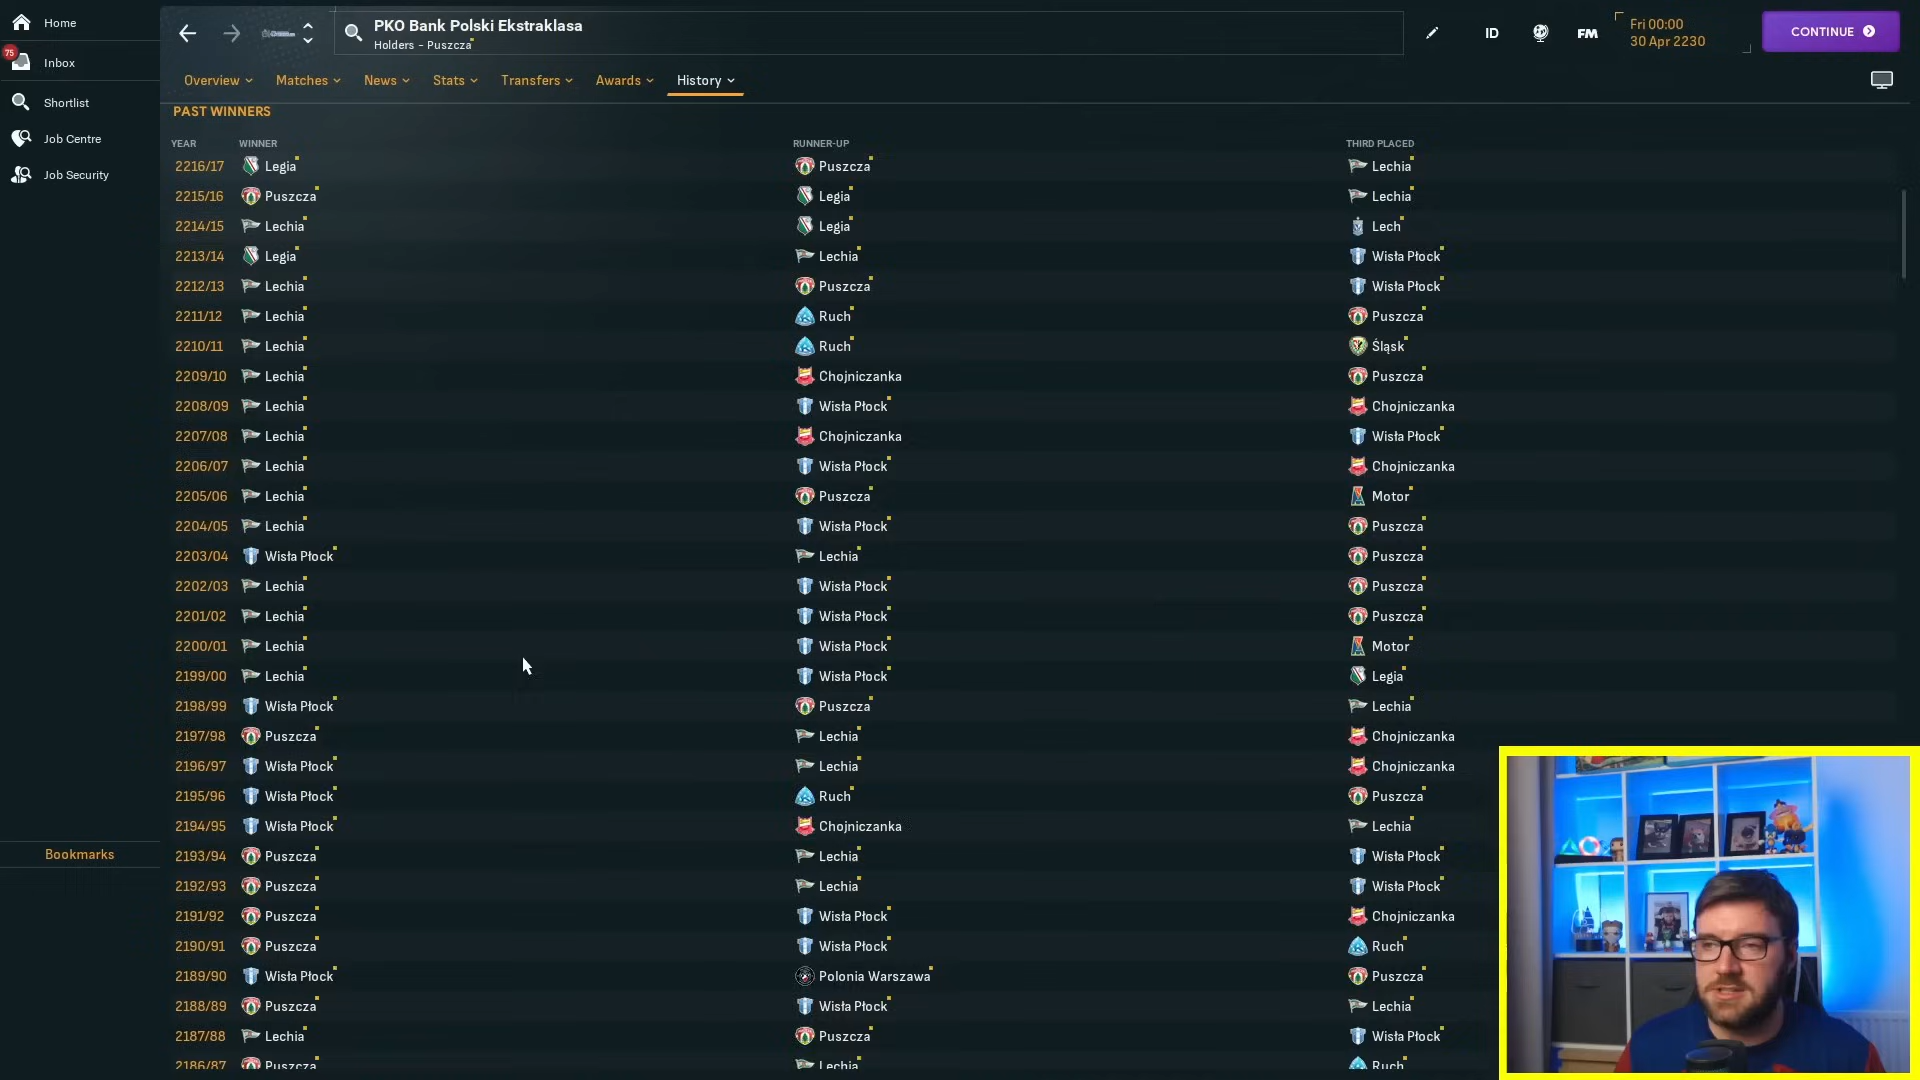 Home
75
Inbox
Shortlist
Job Centre
Job Security
Bookmarks
PKO Bank Polski Ekstraklasa
Holders - Puszcza
ID
FM
Fri 00:00
30 Apr 2230
CONTINUE
Overview
Matches
News
Stats
Transfers
Awards
History
PAST WINNERS
YEAR WINNER RUNNER-UP THIRD PLACED
2216/17 Legia Puszcza Lechia
2215/16 Puszcza Legia Lechia
2214/15 Lechia Legia Lech
2213/14 Legia Lechia Wisła Płock
2212/13 Lechia Puszcza Wisła Płock
2211/12 Lechia Ruch Puszcza
2210/11 Lechia Ruch Śląsk
2209/10 Lechia Chojniczanka Puszcza
2208/09 Lechia Wisła Płock Chojniczanka
2207/08 Lechia Chojniczanka Wisła Płock
2206/07 Lechia Wisła Płock Chojniczanka
2205/06 Lechia Puszcza Motor
2204/05 Lechia Wisła Płock Puszcza
2203/04 Wisła Płock Lechia Puszcza
2202/03 Lechia Wisła Płock Puszcza
2201/02 Lechia Wisła Płock Puszcza
2200/01 Lechia Wisła Płock Motor
2199/00 Lechia Wisła Płock Legia
2198/99 Wisła Płock Puszcza Lechia
2197/98 Puszcza Lechia Chojniczanka
2196/97 Wisła Płock Lechia Chojniczanka
2195/96 Wisła Płock Ruch Puszcza
2194/95 Wisła Płock Chojniczanka Lechia
2193/94 Puszcza Lechia Wisła Płock
2192/93 Puszcza Lechia Wisła Płock
2191/92 Puszcza Wisła Płock Chojniczanka
2190/91 Puszcza Wisła Płock Ruch
2189/90 Wisła Płock Polonia Warszawa Puszcza
2188/89 Puszcza Wisła Płock Lechia
2187/88 Lechia Puszcza Wisła Płock
2186/87 Puszcza Lechia Ruch